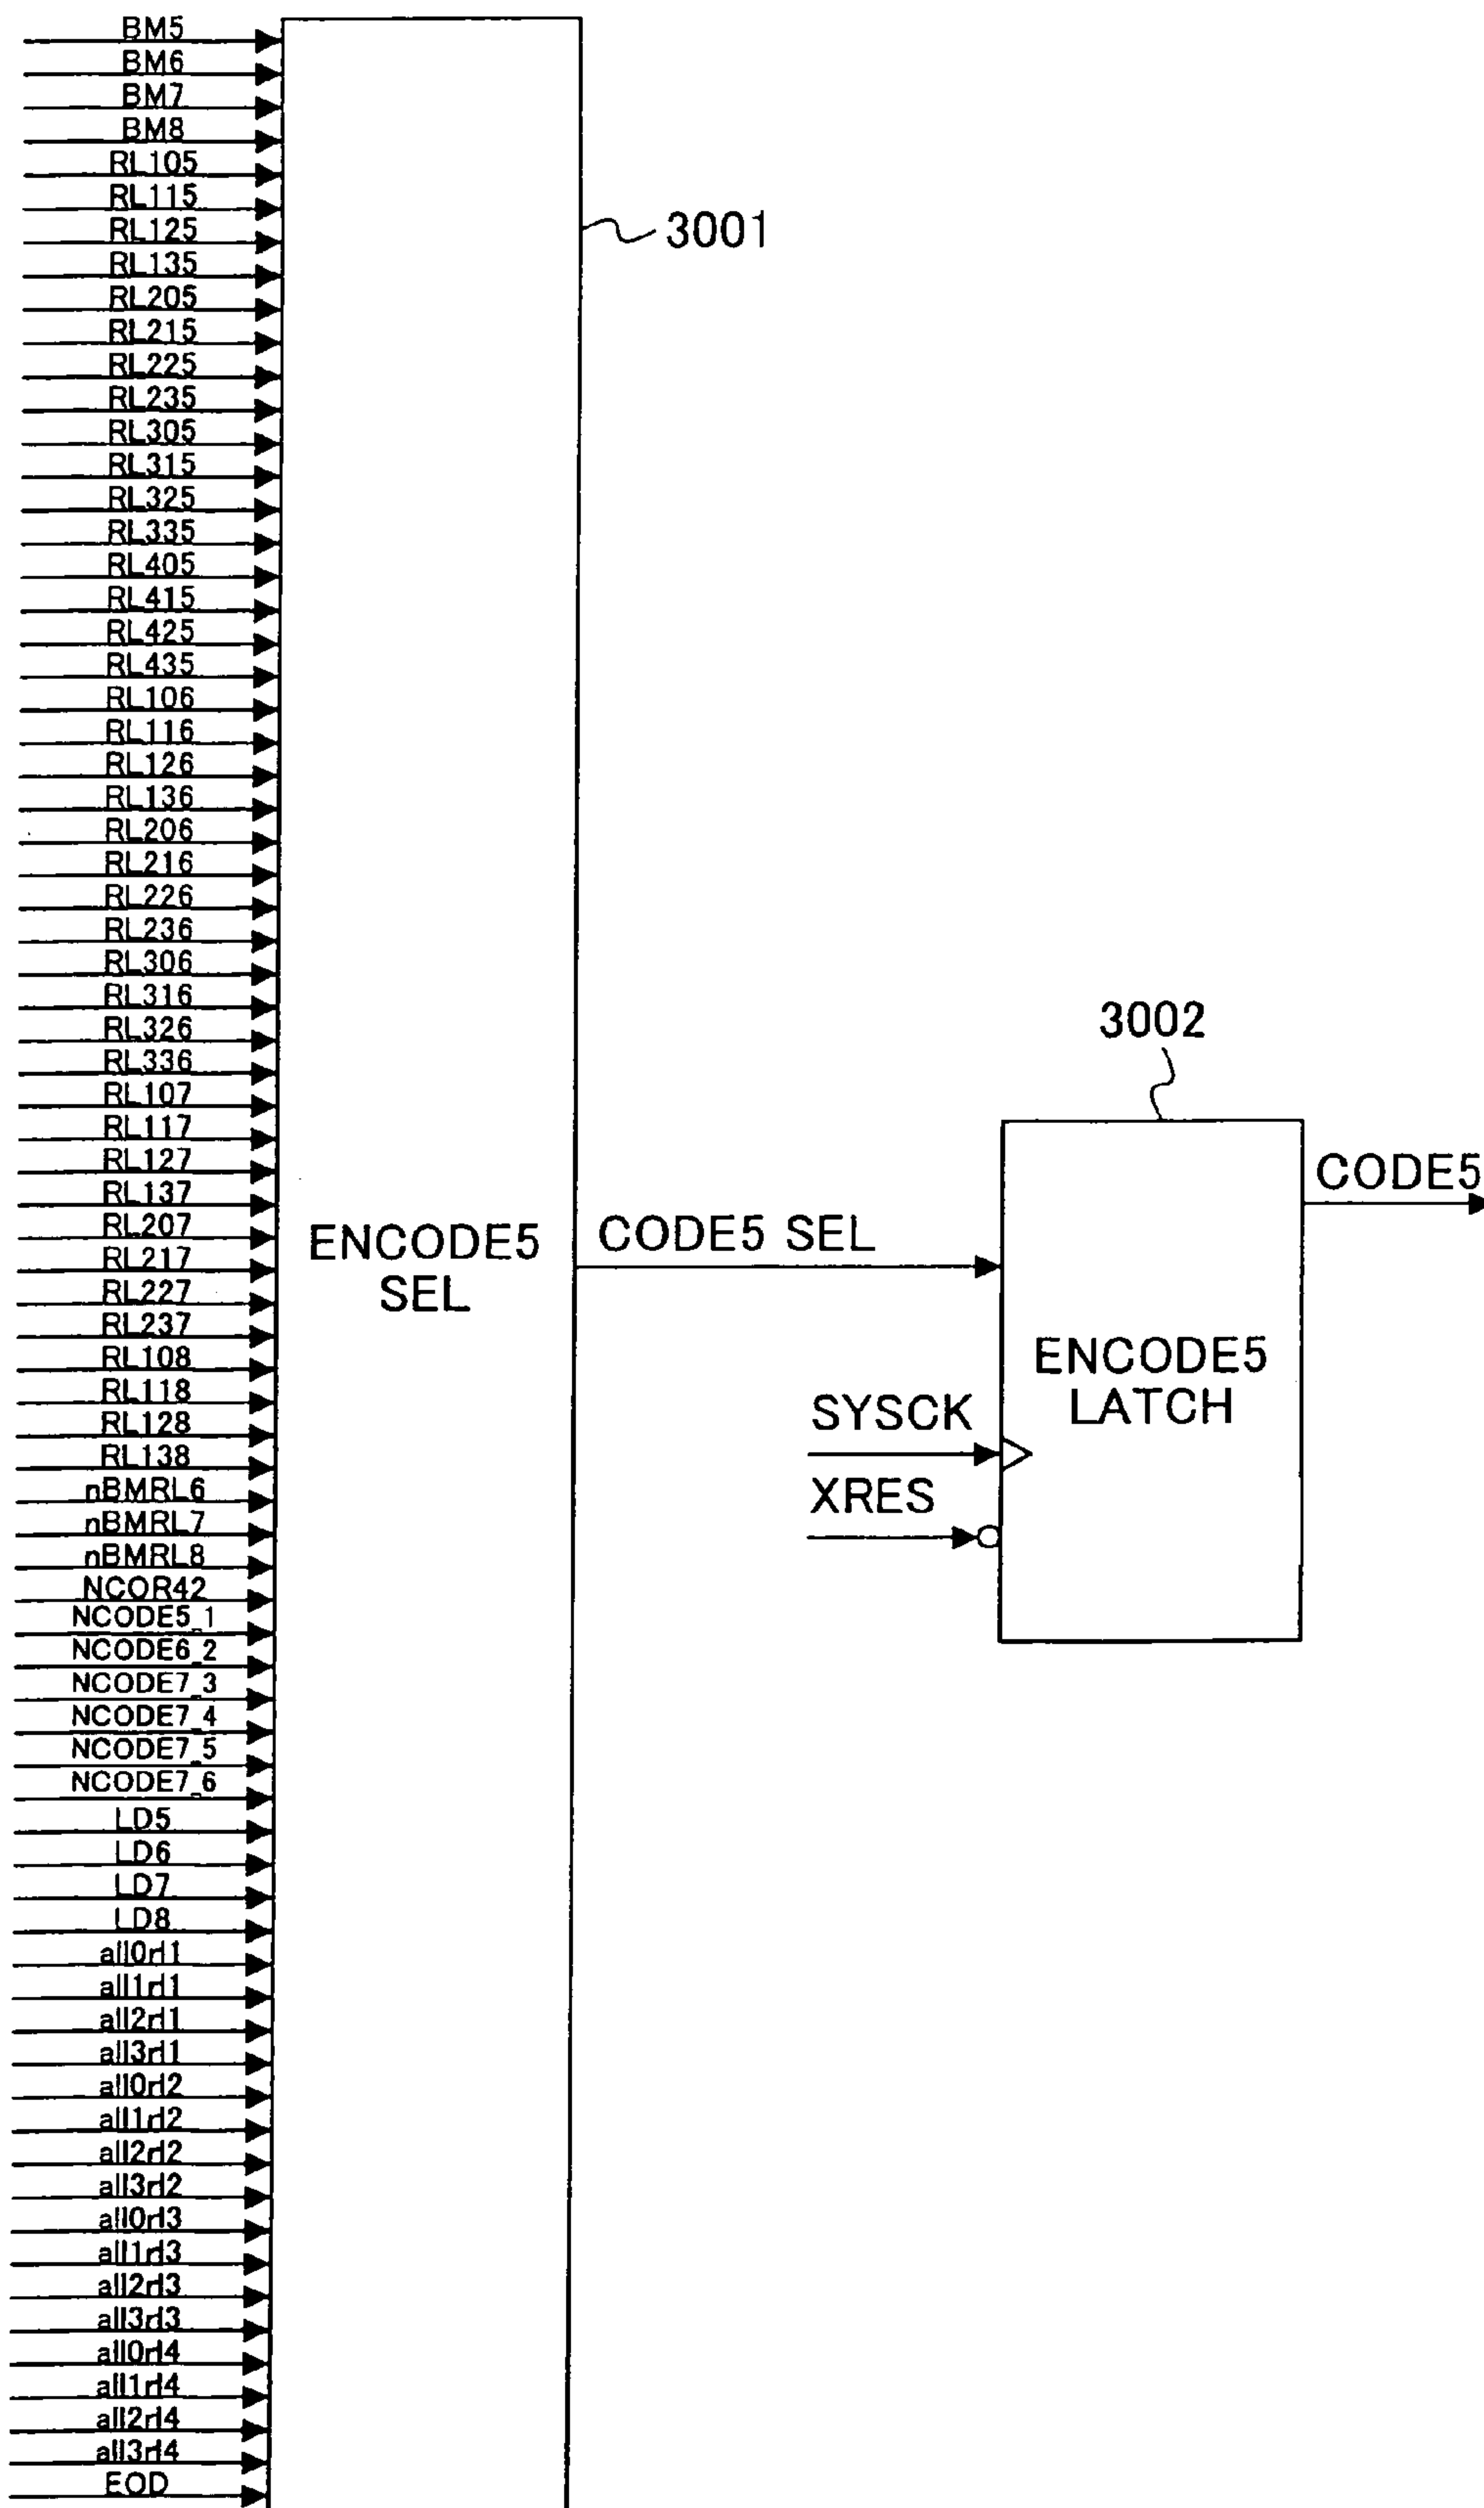 BM5
BM6
BM7
BM8
RL105
RL115
RL125
RL135
RL205
RL215
RL225
RL235
RL305
RL315
RL325
RL335
RL405
RL415
RL425
RL435
RL106
RL116
RL126
RL136
RL206
RL216
RL226
RL236
RL306
RL316
RL326
RL336
RL107
RL117
RL127
RL137
RL207
RL217
RL227
RL237
RL108
RL118
RL128
RL138
nBMRL6
nBMRL7
nBMRL8
NCOR42
NCODE5_1
NCODE6_2
NCODE7_3
NCODE7_4
NCODE7_5
NCODE7_6
LD5
LD6
LD7
LD8
all0rl1
all1rl1
all2rl1
all3rl1
all0rl2
all1rl2
all2rl2
all3rl2
all0rl3
all1rl3
all2rl3
all3rl3
all0rl4
all1rl4
all2rl4
all3rl4
EOD
3001
ENCODE5
SEL
CODE5 SEL
3002
CODE5
ENCODE5
LATCH
SYSCK
XRES